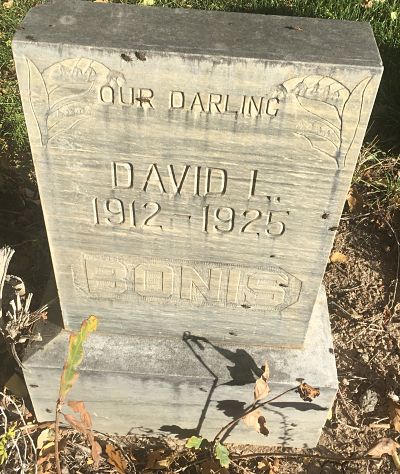 OUR DARLING
DAVID L.
1912 - 1925
BONIS